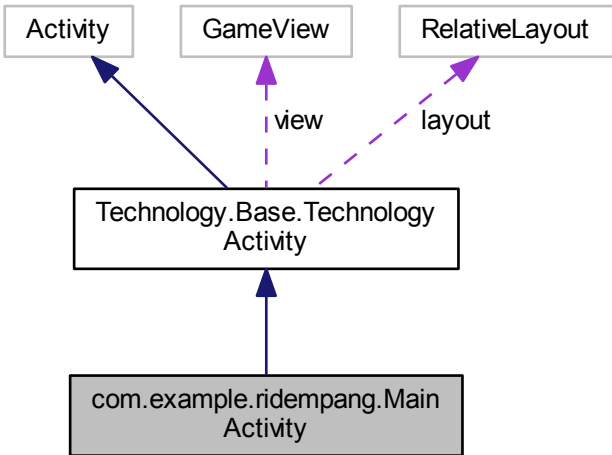 Activity
GameView
RelativeLayout
view
layout
Technology.Base.Technology
Activity
com.example.ridempang.Main
Activity